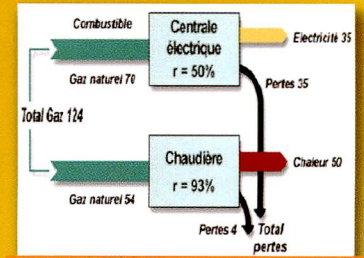 Combustible
Centrale
électrique
r = 50%
Electricité 35
Gaz naturel 70
Pertes 35
Total Gaz 124
Chaudière
r = 93%
Chaleur 50
Gaz naturel 54
Pertes 4
Total
pertes